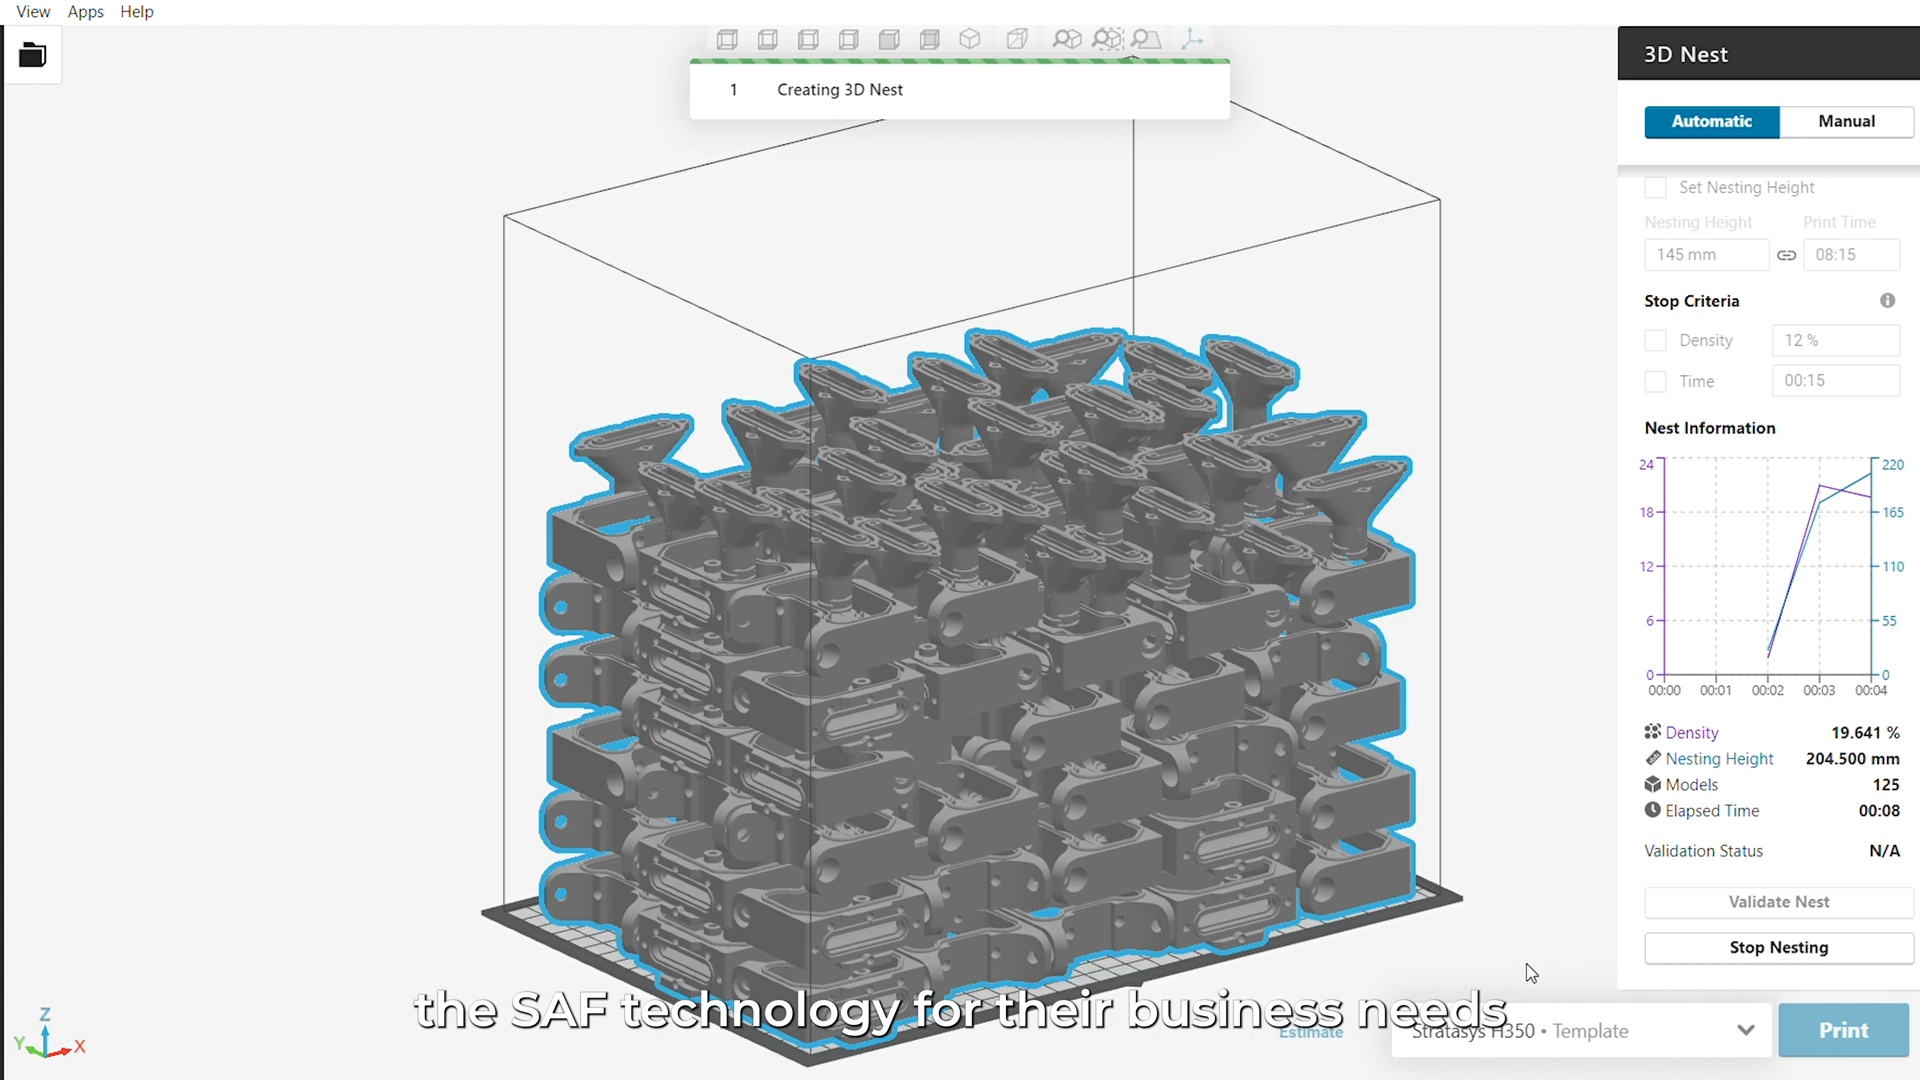 View Apps Help
1 Creating 3D Nest
3D Nest
Automatic Manual
Set Nesting Height
Nesting Height Print Time
145 mm 08:15
Stop Criteria
Density 12 %
Time 00:15
Nest Information
24 220
18 165
12 110
6 55
0 0
00:00 00:01 00:02 00:03 00:04
Density 19.641 %
Nesting Height 204.500 mm
Models 125
Elapsed Time 00:08
Validation Status N/A
Validate Nest
Stop Nesting
the SAF technology for their business needs
Estimate Stratasys H350 • Template Print
Z
Y X